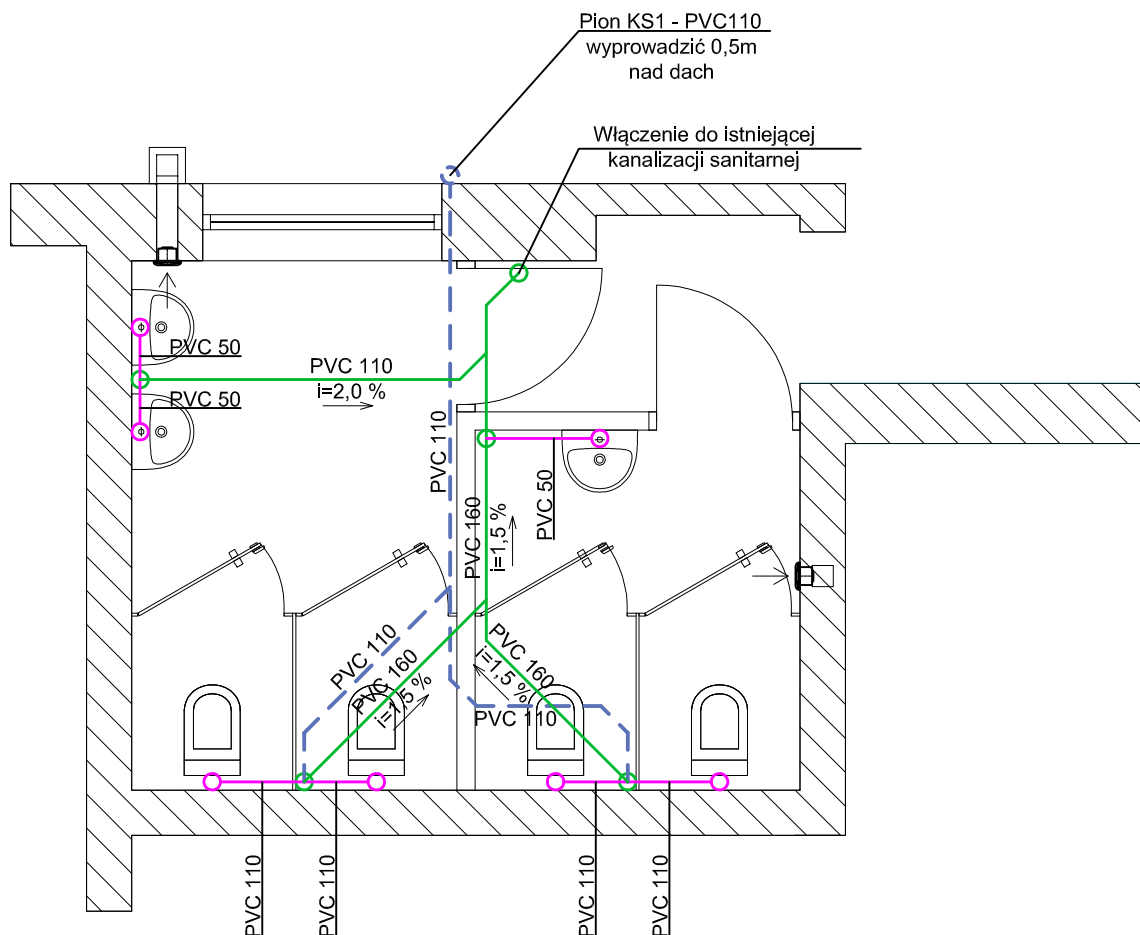 Pion KS1 - PVC110
wyprowadzić 0,5m
nad dach
Włączenie do istniejącej
kanalizacji sanitarnej
PVC 50
PVC 110
i=2,0 %
PVC 50
PVC 110
PVC 160
i=1,5 %
PVC 50
PVC 110
PVC 160
i=1,5 %
PVC 160
i=1,5 %
PVC 110
PVC 110
PVC 110
PVC 110
PVC 110